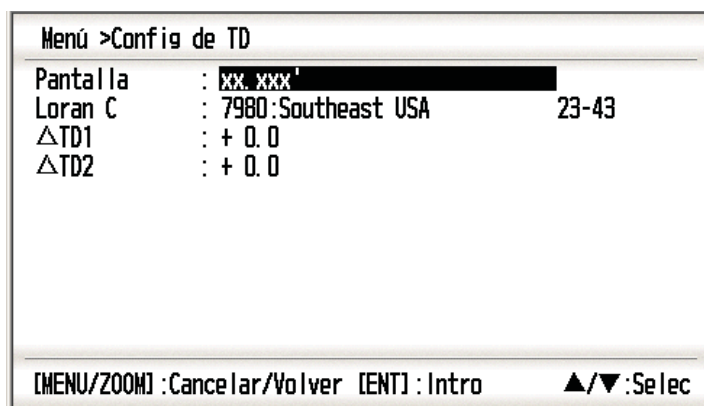 Menú >Config de TD
Pantalla : xx.xxx'
Loran C : 7980:Southeast USA 23-43
△TD1 : + 0.0
△TD2 : + 0.0
[MENU/ZOOM]:Cancelar/Volver [ENT]:Intro ▲/▼:Selec